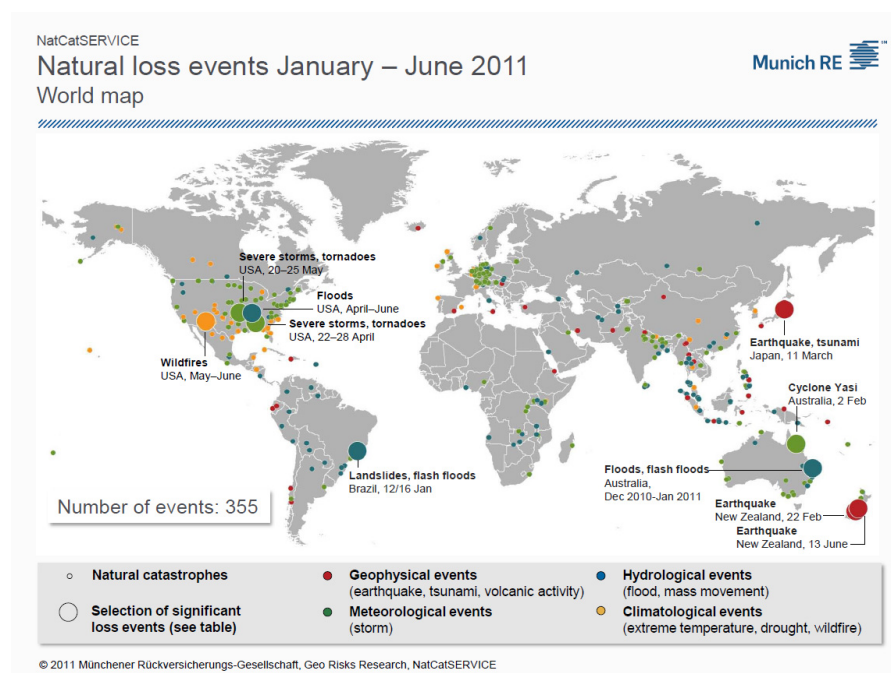 NatCatSERVICE
Natural loss events January – June 2011
World map
Munich RE
Severe storms, tornadoes
USA, 20–25 May
Floods
USA, April–June
Severe storms, tornadoes
USA, 22–28 April
Wildfires
USA, May–June
Earthquake, tsunami
Japan, 11 March
Cyclone Yasi
Australia, 2 Feb
Landslides, flash floods
Brazil, 12/16 Jan
Floods, flash floods
Australia,
Dec 2010-Jan 2011
Number of events: 355
Earthquake
New Zealand, 22 Feb
Earthquake
New Zealand, 13 June
Natural catastrophes
Geophysical events
(earthquake, tsunami, volcanic activity)
Hydrological events
(flood, mass movement)
Selection of significant
loss events (see table)
Meteorological events
(storm)
Climatological events
(extreme temperature, drought, wildfire)
© 2011 Münchener Rückversicherungs-Gesellschaft, Geo Risks Research, NatCatSERVICE